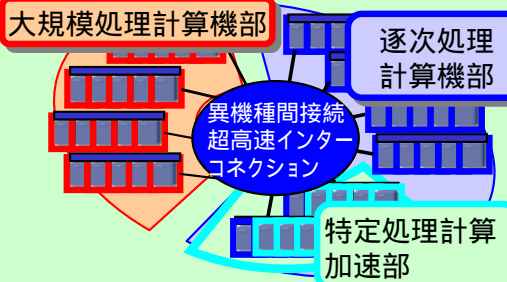 大規模処理計算機部
逐次処理
計算機部
異機種間接続
超高速インター
コネクション
特定処理計算
加速部